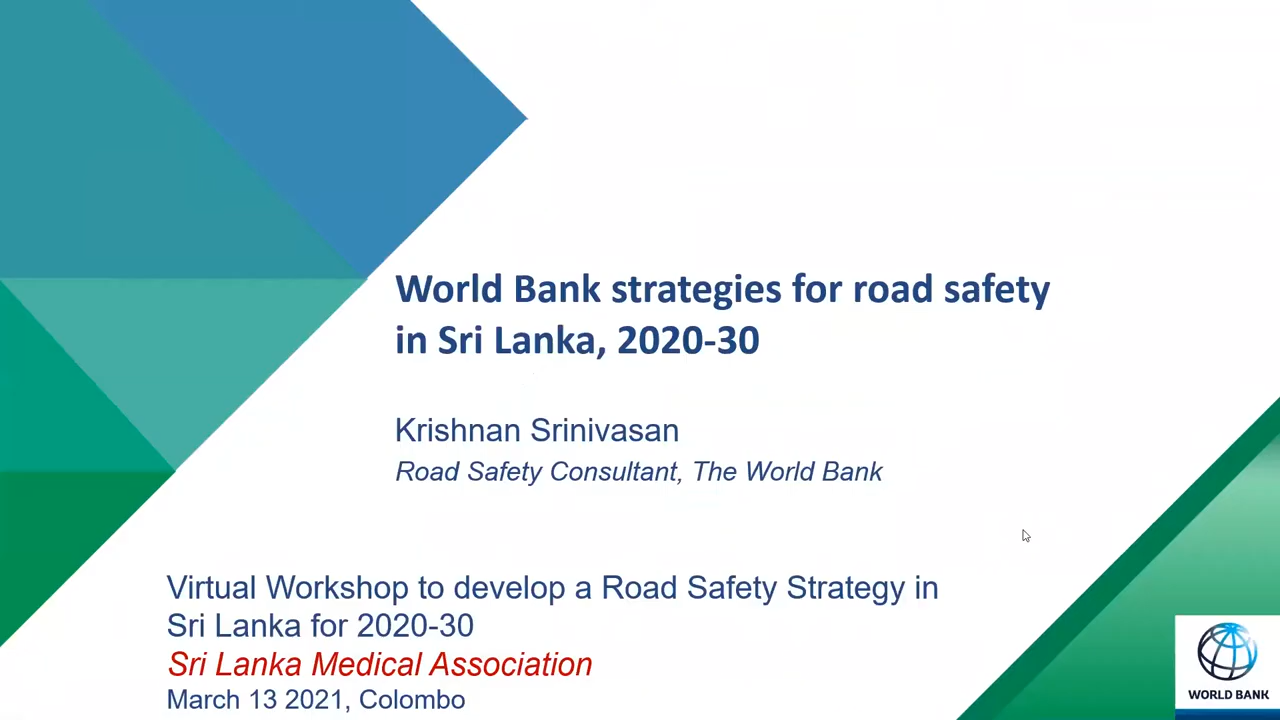 World Bank strategies for road safety
in Sri Lanka, 2020-30
Krishnan Srinivasan
Road Safety Consultant, The World Bank
Virtual Workshop to develop a Road Safety Strategy in
Sri Lanka for 2020-30
Sri Lanka Medical Association
March 13 2021, Colombo
WORLD BANK